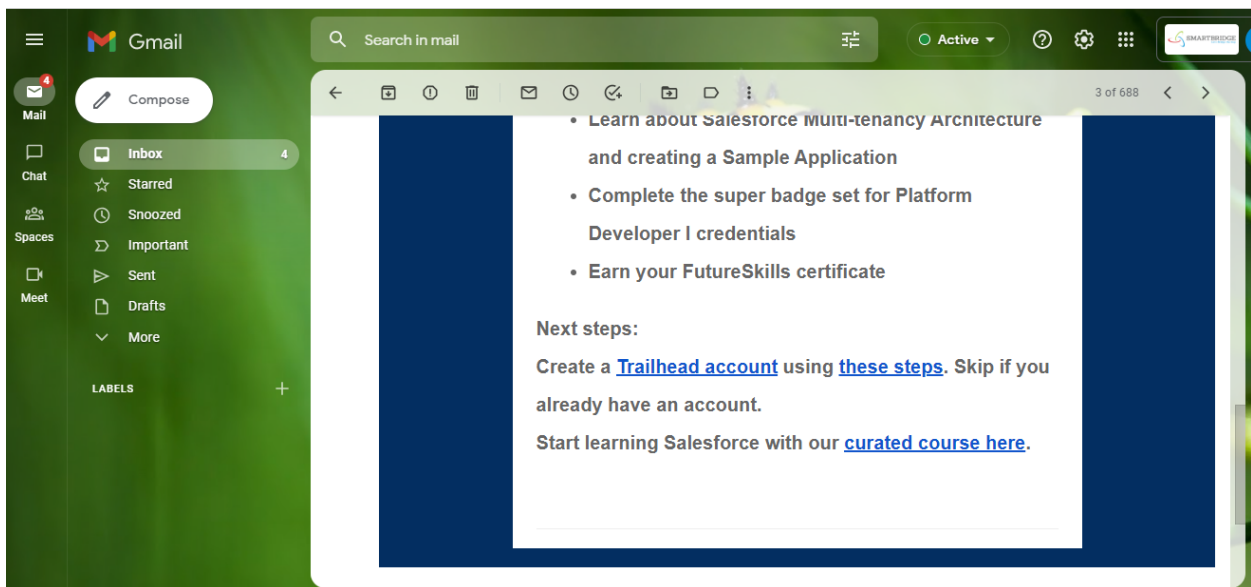 Gmail
Search in mail
Active
SMARTBRIDGE
4
Mail
Compose
3 of 688
Inbox 4
Chat
Starred
Spaces
Snoozed
Important
Meet
Sent
Drafts
More
LABELS
• Learn about Salesforce Multi-tenancy Architecture
and creating a Sample Application
• Complete the super badge set for Platform
Developer I credentials
• Earn your FutureSkills certificate
Next steps:
Create a Trailhead account using these steps. Skip if you
already have an account.
Start learning Salesforce with our curated course here.